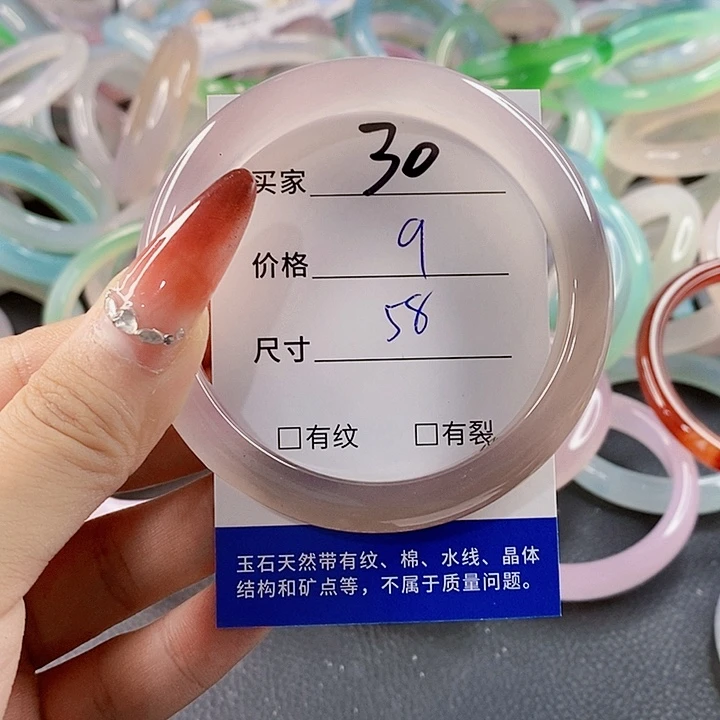 买家 30
价格 9
尺寸 58
□有纹 □有裂
玉石天然带有纹、棉、水线、晶体
结构和矿点等，不属于质量问题。